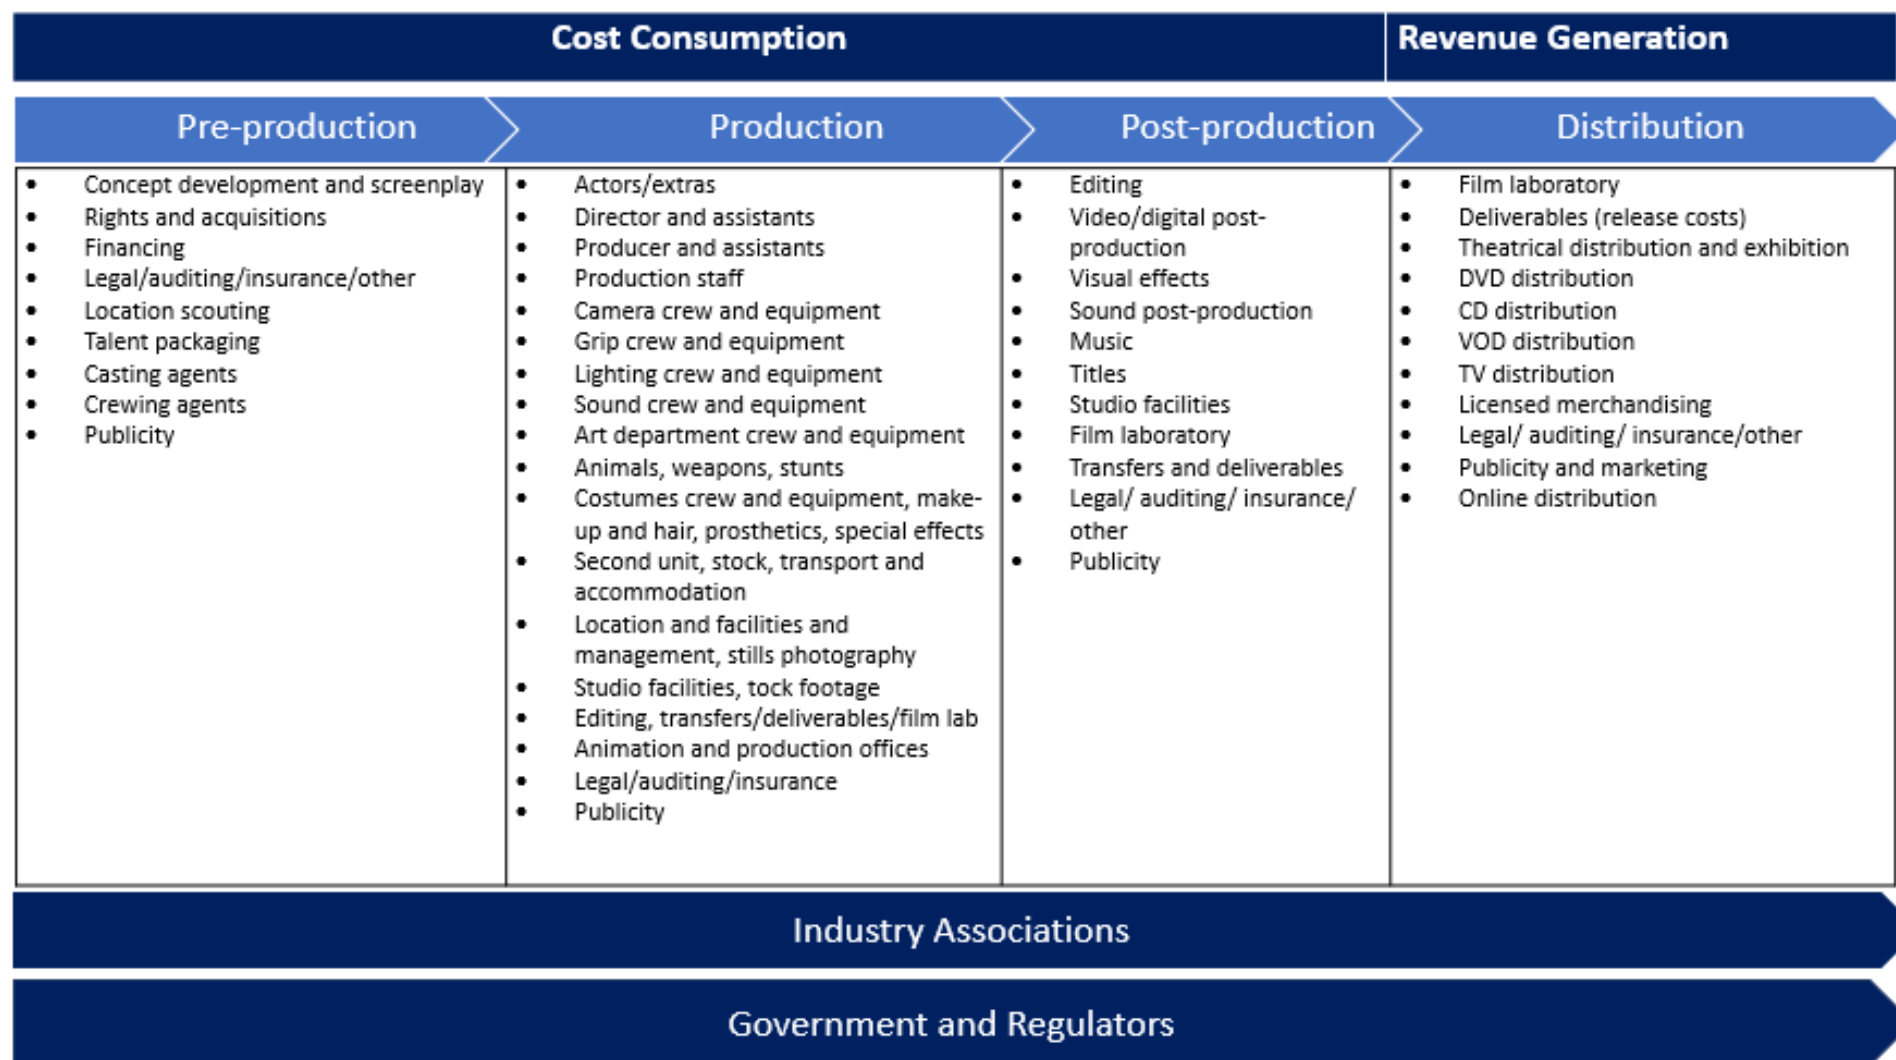 Cost Consumption
Revenue Generation
Pre-production
Production
Post-production
Distribution
• Concept development and screenplay
• Rights and acquisitions
• Financing
• Legal/auditing/insurance/other
• Location scouting
• Talent packaging
• Casting agents
• Crewing agents
• Publicity
• Actors/extras
• Director and assistants
• Producer and assistants
• Production staff
• Camera crew and equipment
• Grip crew and equipment
• Lighting crew and equipment
• Sound crew and equipment
• Art department crew and equipment
• Animals, weapons, stunts
• Costumes crew and equipment, make-
up and hair, prosthetics, special effects
• Second unit, stock, transport and
accommodation
• Location and facilities and
management, stills photography
• Studio facilities, tock footage
• Editing, transfers/deliverables/film lab
• Animation and production offices
• Legal/auditing/insurance
• Publicity
• Editing
• Video/digital post-
production
• Visual effects
• Sound post-production
• Music
• Titles
• Studio facilities
• Film laboratory
• Transfers and deliverables
• Legal/ auditing/ insurance/
other
• Publicity
• Film laboratory
• Deliverables (release costs)
• Theatrical distribution and exhibition
• DVD distribution
• CD distribution
• VOD distribution
• TV distribution
• Licensed merchandising
• Legal/ auditing/ insurance/other
• Publicity and marketing
• Online distribution
Industry Associations
Government and Regulators